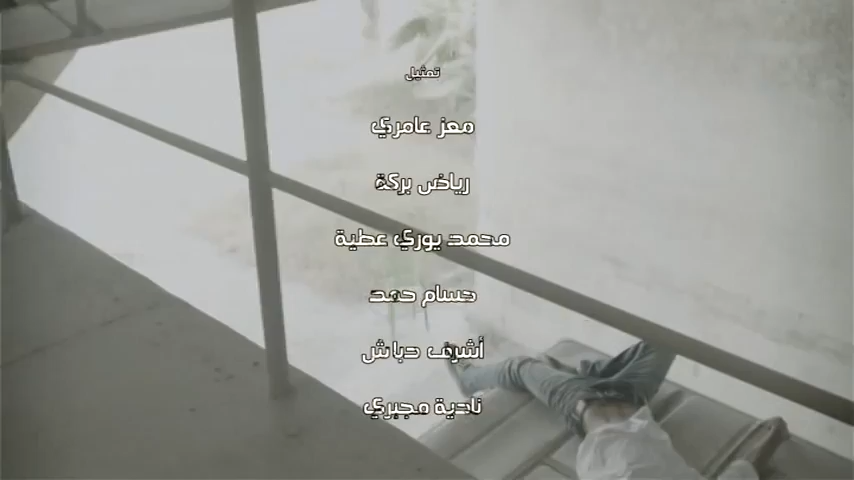 تمثيل
معز عامري
رياض بركة
محمد يوري عطية
حسام حمد
أشرف دباش
نادية مجبري